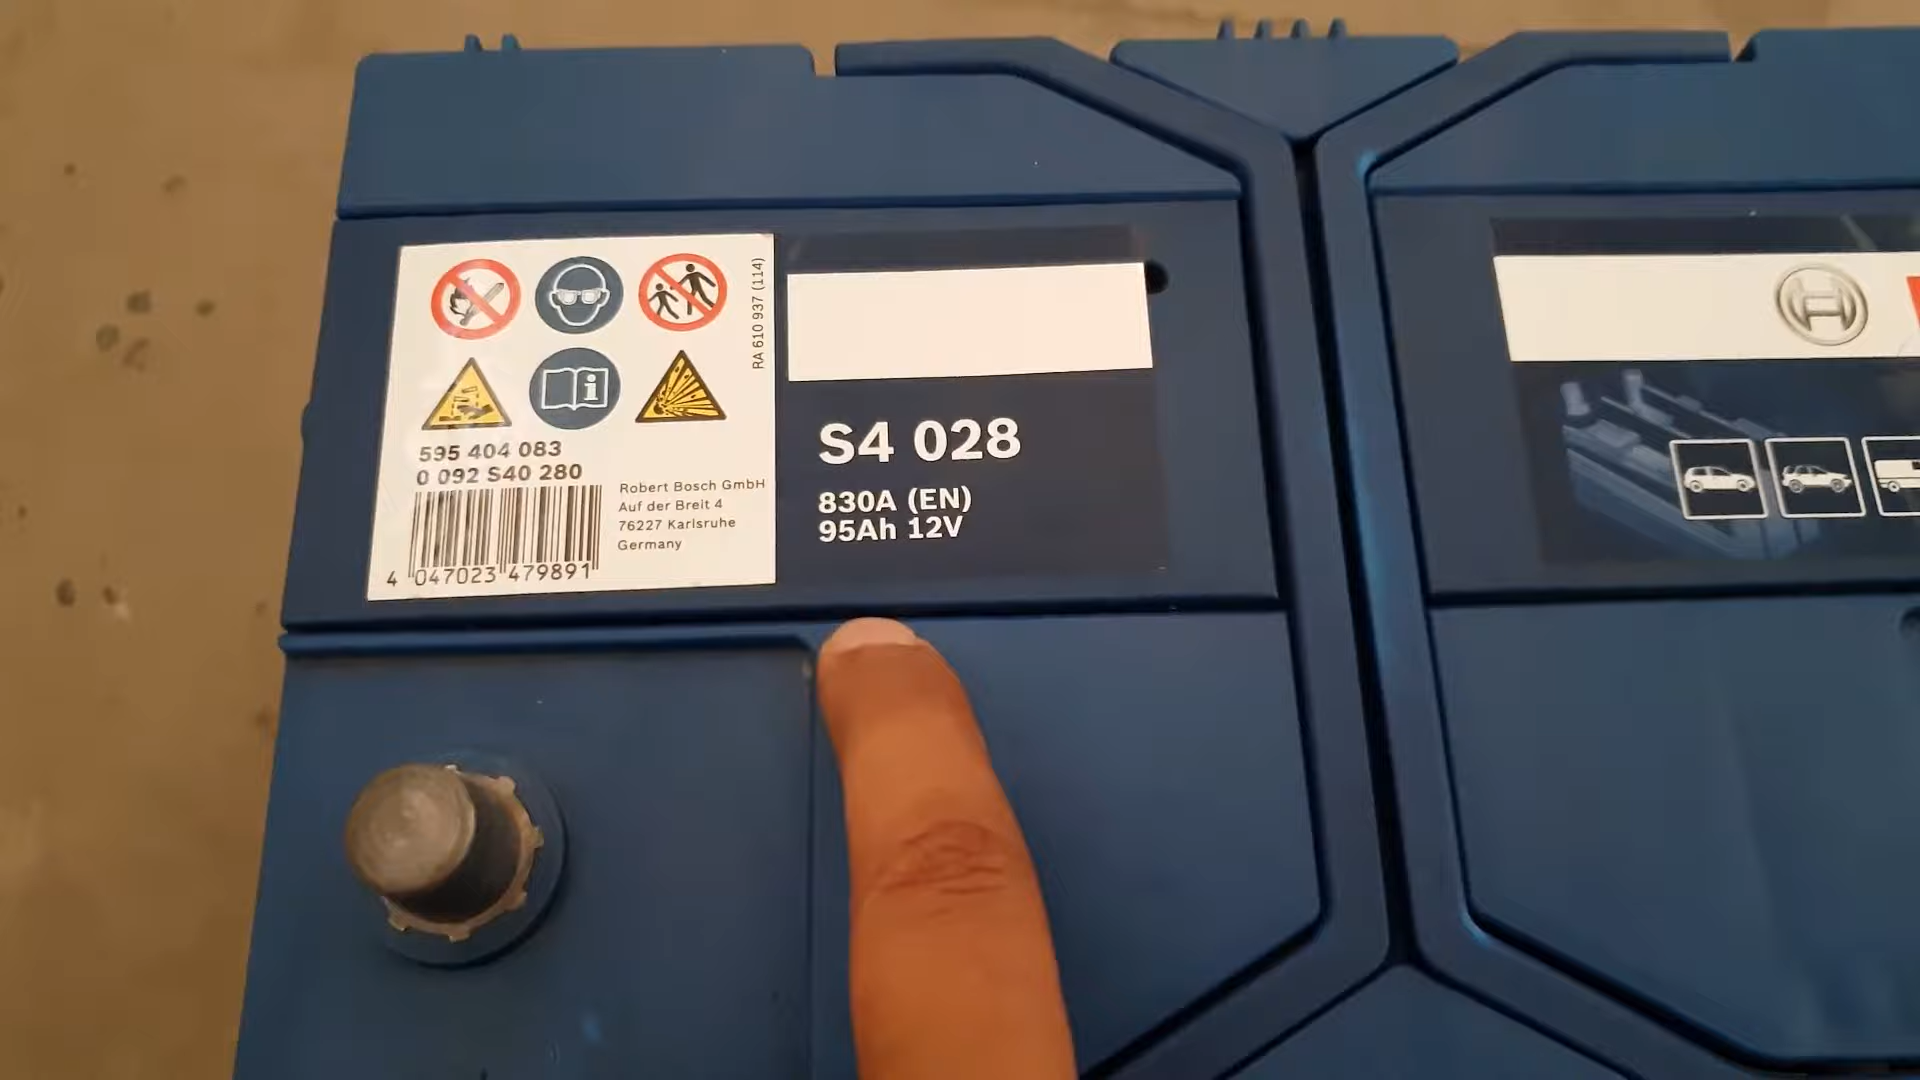 RA 610 937 (114)
595 404 083
0 092 S40 280
Robert Bosch GmbH
Auf der Breit 4
76227 Karlsruhe
Germany
4 047023 479891
S4 028
830A (EN)
95Ah 12V